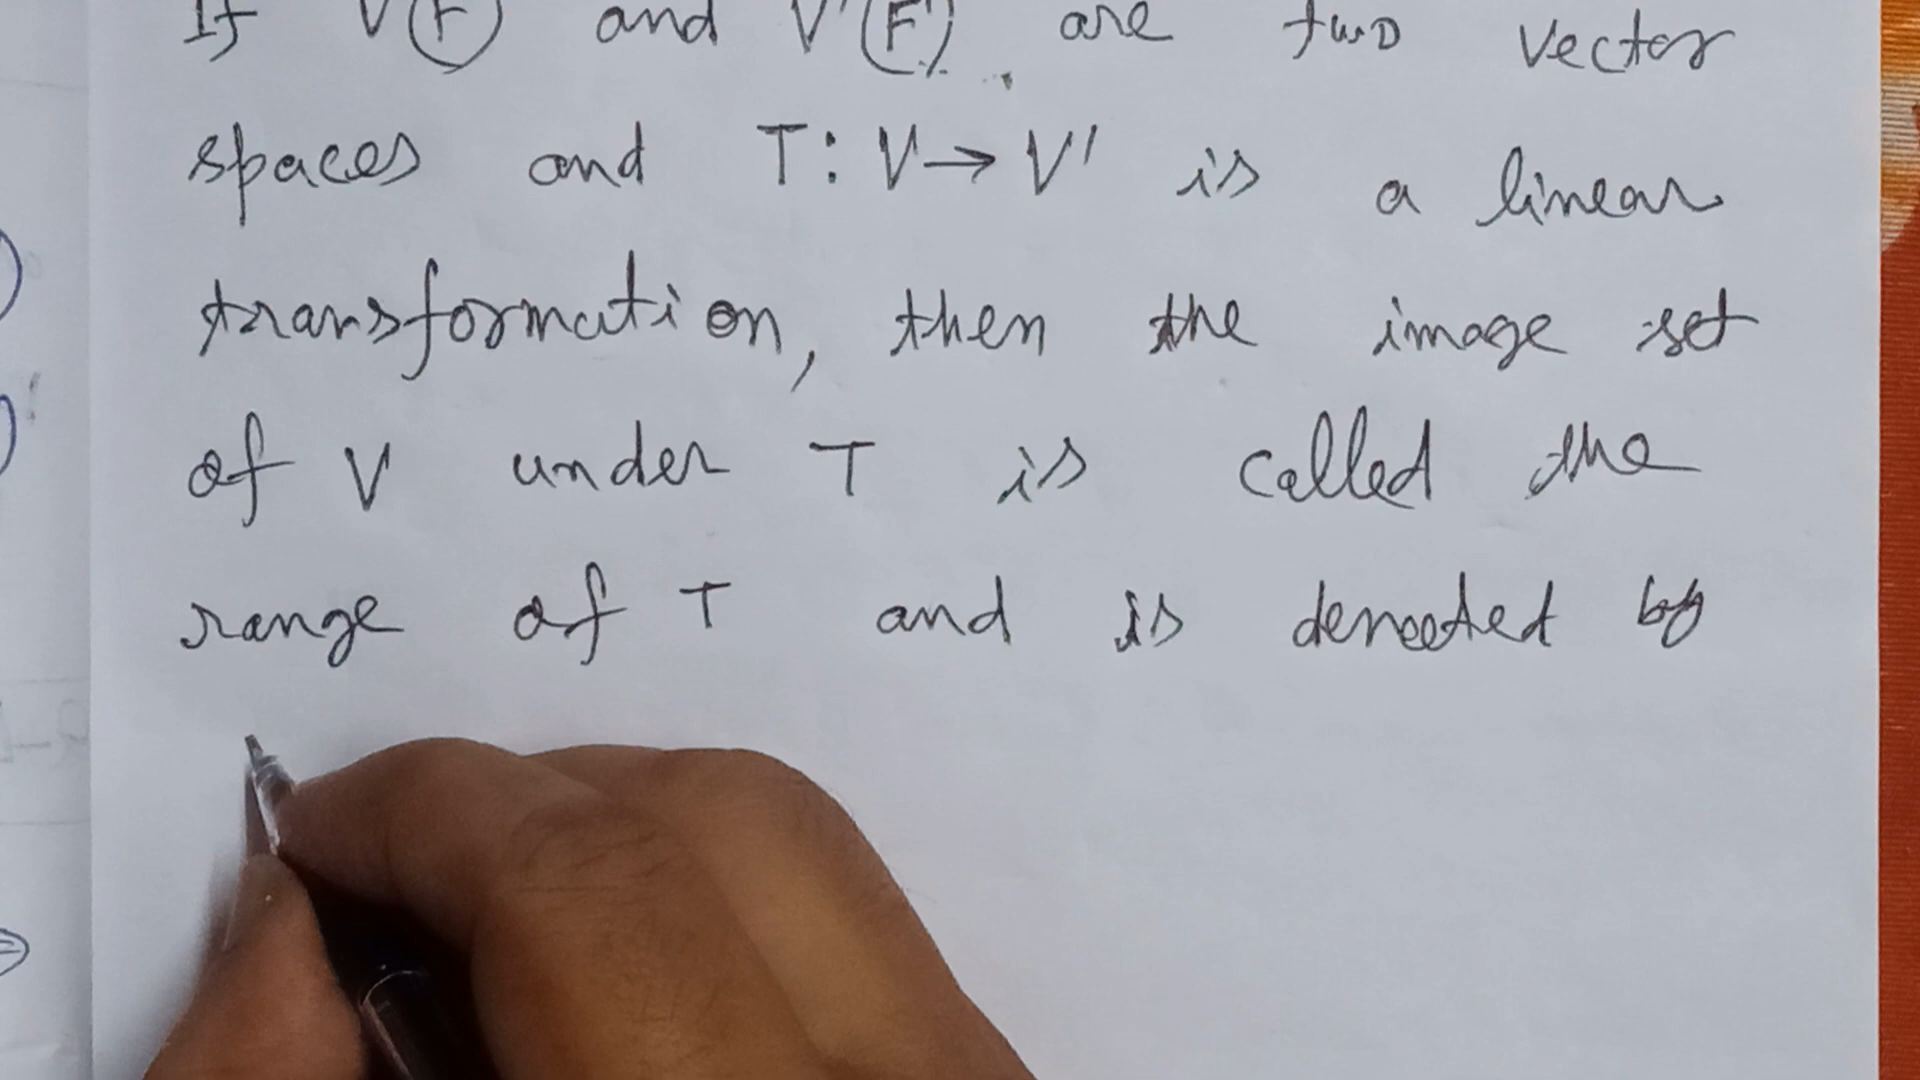 If V(F) and V'(F') are two vector
spaces and T: V→V' is a linear
transformation, then the image set
of V under T is called the
range of T and is denoted by